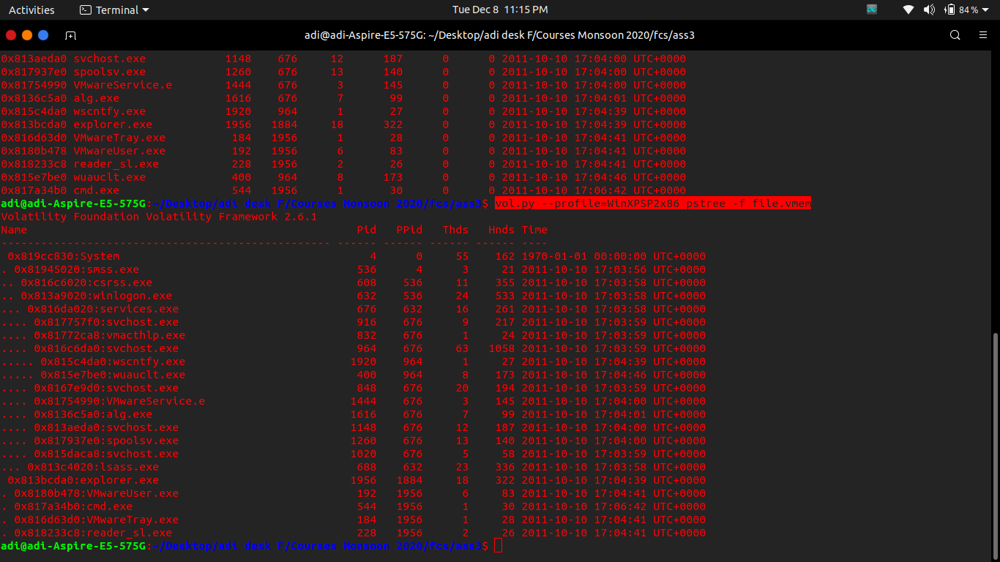 Activities Terminal Tue Dec 8 11:15 PM 84 %
adi@adi-Aspire-E5-575G: ~/Desktop/adi desk F/Courses Monsoon 2020/fcs/ass3
0x813aeda0 svchost.exe 1148 676 12 187 0 0 2011-10-10 17:04:00 UTC+0000
0x817937e0 spoolsv.exe 1260 676 13 140 0 0 2011-10-10 17:04:00 UTC+0000
0x81754990 VMwareService.e 1444 676 3 145 0 0 2011-10-10 17:04:00 UTC+0000
0x8136c5a0 alg.exe 1616 676 7 99 0 0 2011-10-10 17:04:01 UTC+0000
0x815c4da0 wscntfy.exe 1920 964 1 27 0 0 2011-10-10 17:04:39 UTC+0000
0x813bcda0 explorer.exe 1956 1884 18 322 0 0 2011-10-10 17:04:39 UTC+0000
0x816d63d0 VMwareTray.exe 184 1956 1 28 0 0 2011-10-10 17:04:41 UTC+0000
0x8180b478 VMwareUser.exe 192 1956 6 83 0 0 2011-10-10 17:04:41 UTC+0000
0x818233c8 reader_sl.exe 228 1956 2 26 0 0 2011-10-10 17:04:41 UTC+0000
0x815e7be0 wuauclt.exe 400 964 8 173 0 0 2011-10-10 17:04:46 UTC+0000
0x817a34b0 cmd.exe 544 1956 1 30 0 0 2011-10-10 17:06:42 UTC+0000
adi@adi-Aspire-E5-575G:~/Desktop/adi desk F/Courses Monsoon 2020/fcs/ass3$ vol.py --profile=WinXPSP2x86 pstree -f file.vmem
Volatility Foundation Volatility Framework 2.6.1
Name Pid PPid Thds Hnds Time
-------------------------------------------------- ------ ------ ------ ------ ----
0x819cc830:System 4 0 55 162 1970-01-01 00:00:00 UTC+0000
. 0x81945020:smss.exe 536 4 3 21 2011-10-10 17:03:56 UTC+0000
.. 0x816c6020:csrss.exe 608 536 11 355 2011-10-10 17:03:58 UTC+0000
.. 0x813a9020:winlogon.exe 632 536 24 533 2011-10-10 17:03:58 UTC+0000
... 0x816da020:services.exe 676 632 16 261 2011-10-10 17:03:58 UTC+0000
.... 0x817757f0:svchost.exe 916 676 9 217 2011-10-10 17:03:59 UTC+0000
.... 0x81772ca8:vmacthlp.exe 832 676 1 24 2011-10-10 17:03:59 UTC+0000
.... 0x816c6da0:svchost.exe 964 676 63 1058 2011-10-10 17:03:59 UTC+0000
..... 0x815c4da0:wscntfy.exe 1920 964 1 27 2011-10-10 17:04:39 UTC+0000
..... 0x815e7be0:wuauclt.exe 400 964 8 173 2011-10-10 17:04:46 UTC+0000
.... 0x8167e9d0:svchost.exe 848 676 20 194 2011-10-10 17:03:59 UTC+0000
.... 0x81754990:VMwareService.e 1444 676 3 145 2011-10-10 17:04:00 UTC+0000
.... 0x8136c5a0:alg.exe 1616 676 7 99 2011-10-10 17:04:01 UTC+0000
.... 0x813aeda0:svchost.exe 1148 676 12 187 2011-10-10 17:04:00 UTC+0000
.... 0x817937e0:spoolsv.exe 1260 676 13 140 2011-10-10 17:04:00 UTC+0000
.... 0x815daca8:svchost.exe 1020 676 5 58 2011-10-10 17:03:59 UTC+0000
... 0x813c4020:lsass.exe 688 632 23 336 2011-10-10 17:03:58 UTC+0000
0x813bcda0:explorer.exe 1956 1884 18 322 2011-10-10 17:04:39 UTC+0000
. 0x8180b478:VMwareUser.exe 192 1956 6 83 2011-10-10 17:04:41 UTC+0000
. 0x817a34b0:cmd.exe 544 1956 1 30 2011-10-10 17:06:42 UTC+0000
. 0x816d63d0:VMwareTray.exe 184 1956 1 28 2011-10-10 17:04:41 UTC+0000
. 0x818233c8:reader_sl.exe 228 1956 2 26 2011-10-10 17:04:41 UTC+0000
adi@adi-Aspire-E5-575G:~/Desktop/adi desk F/Courses Monsoon 2020/fcs/ass3$